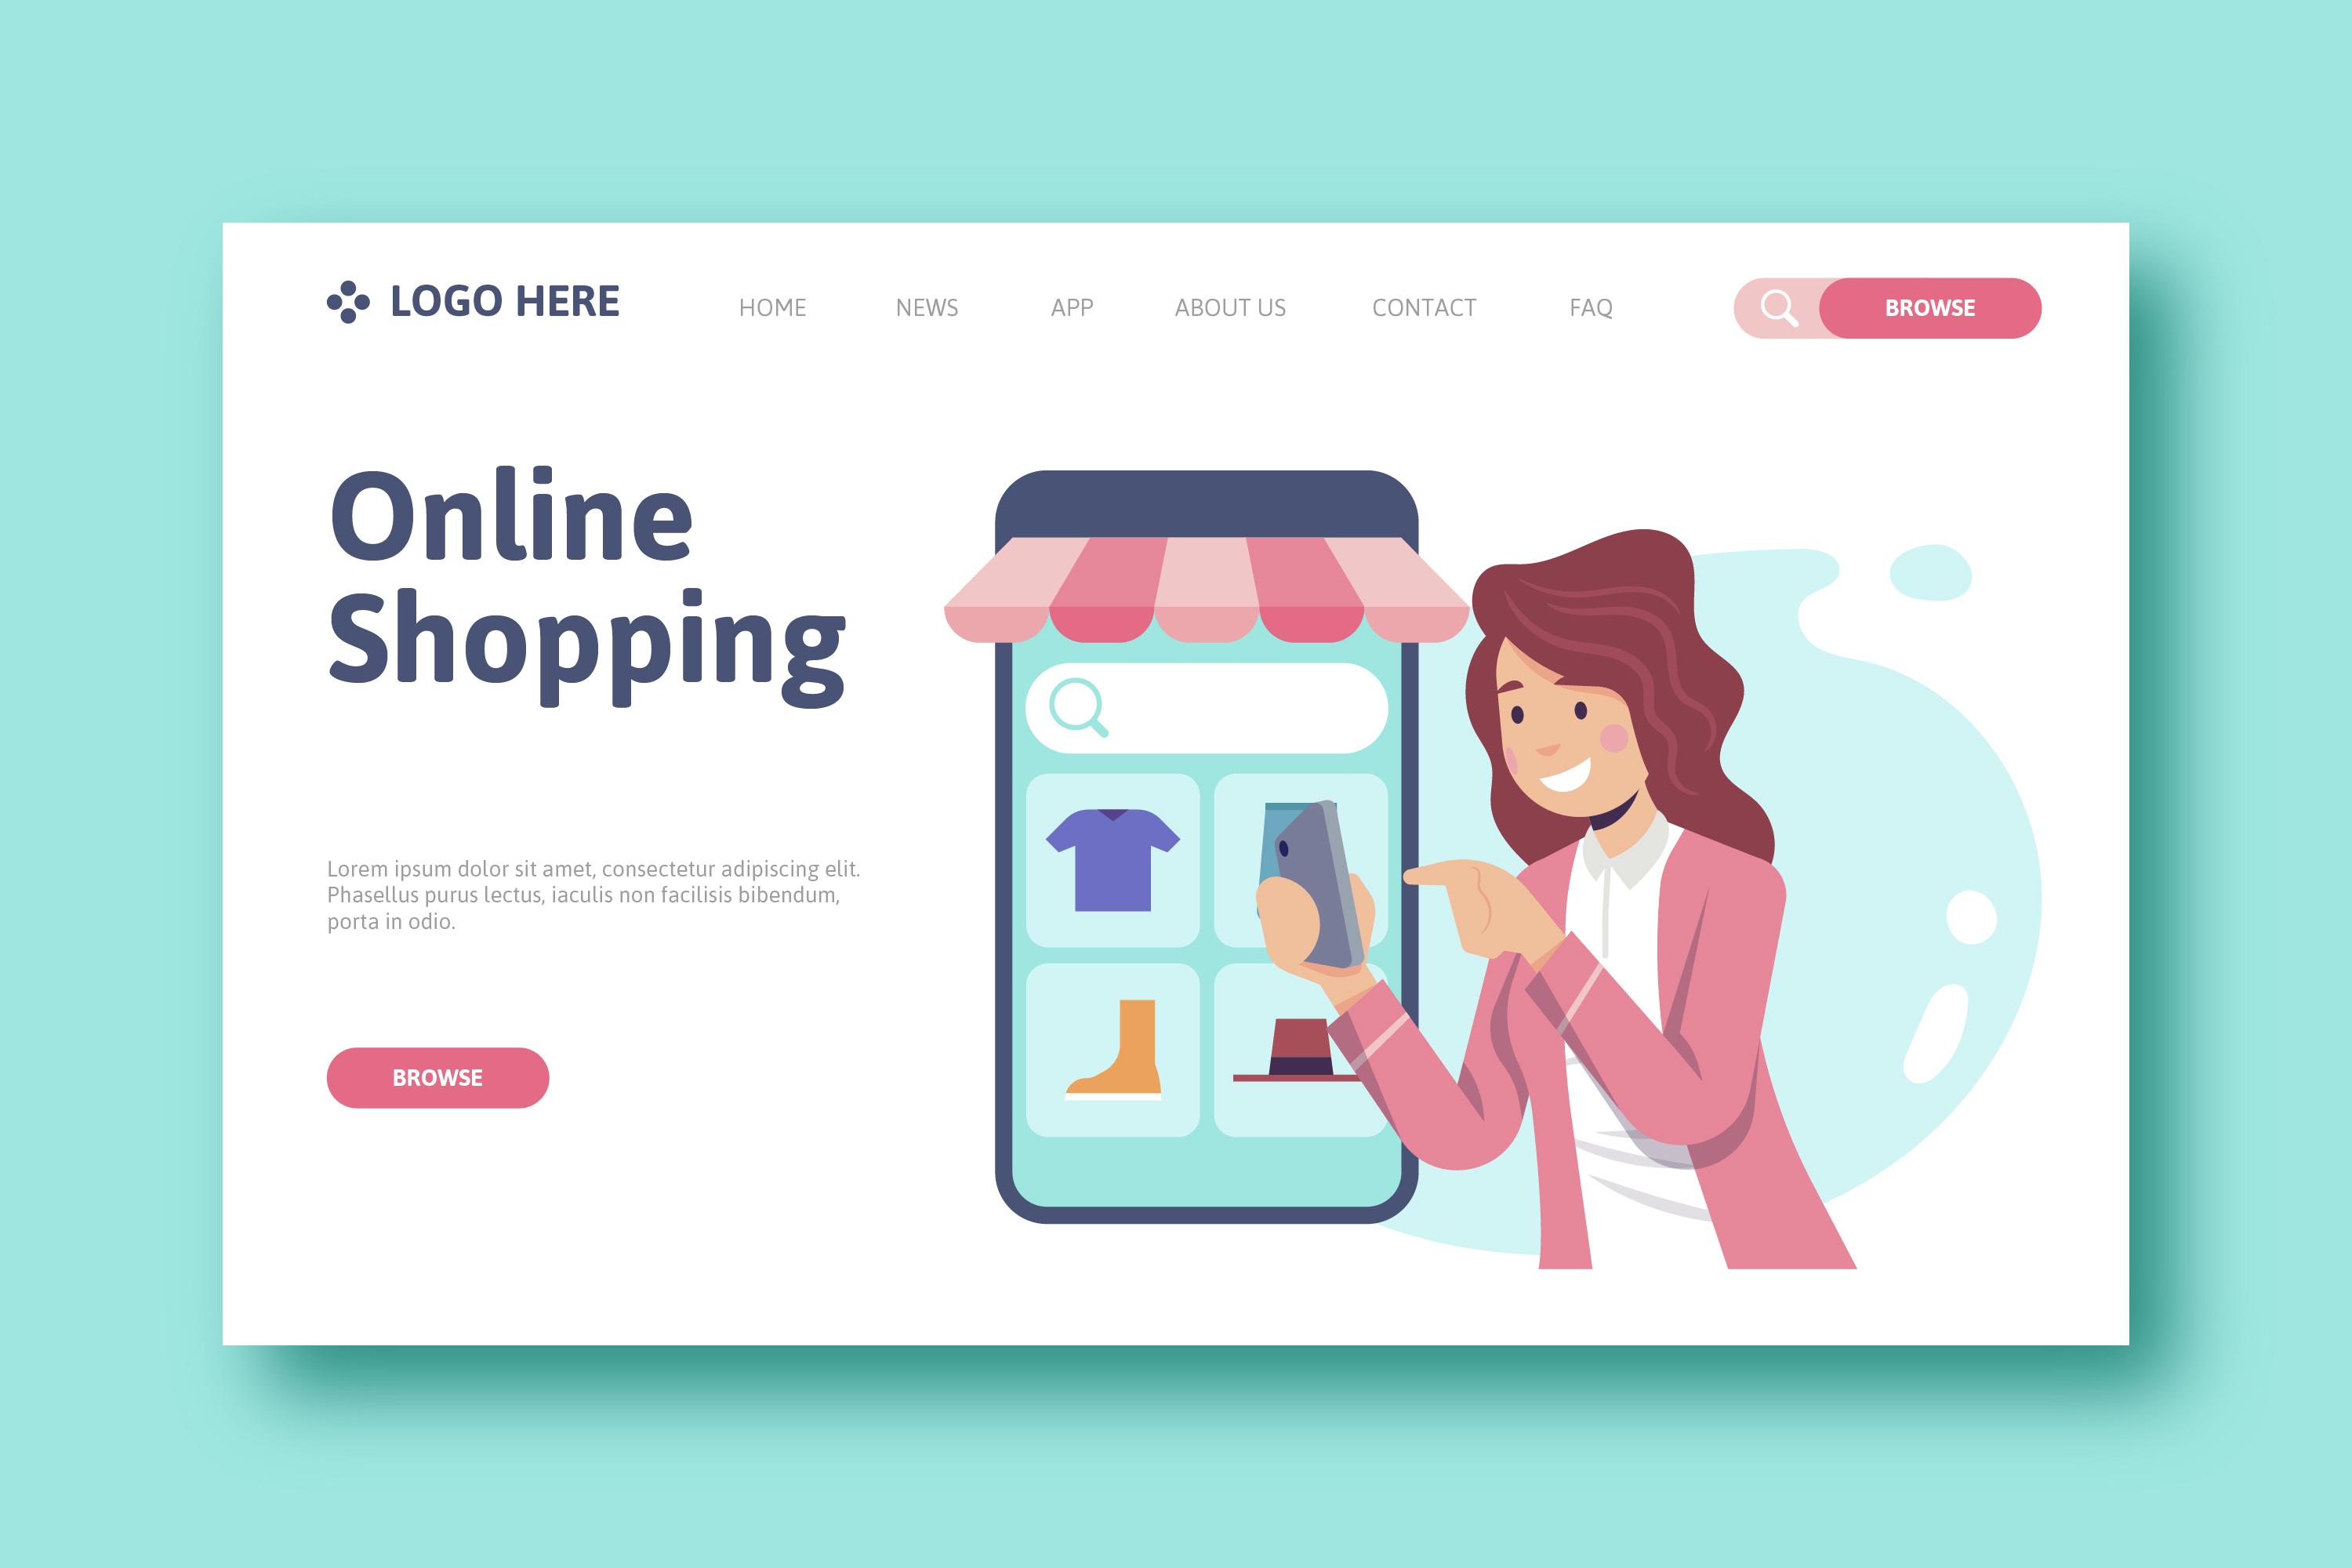 LOGO HERE
HOME
NEWS
APP
ABOUT US
CONTACT
FAQ
BROWSE
Online
Shopping
Lorem ipsum dolor sit amet, consectetur adipiscing elit.
Phasellus purus lectus, iaculis non facilisis bibendum,
porta in odio.
BROWSE